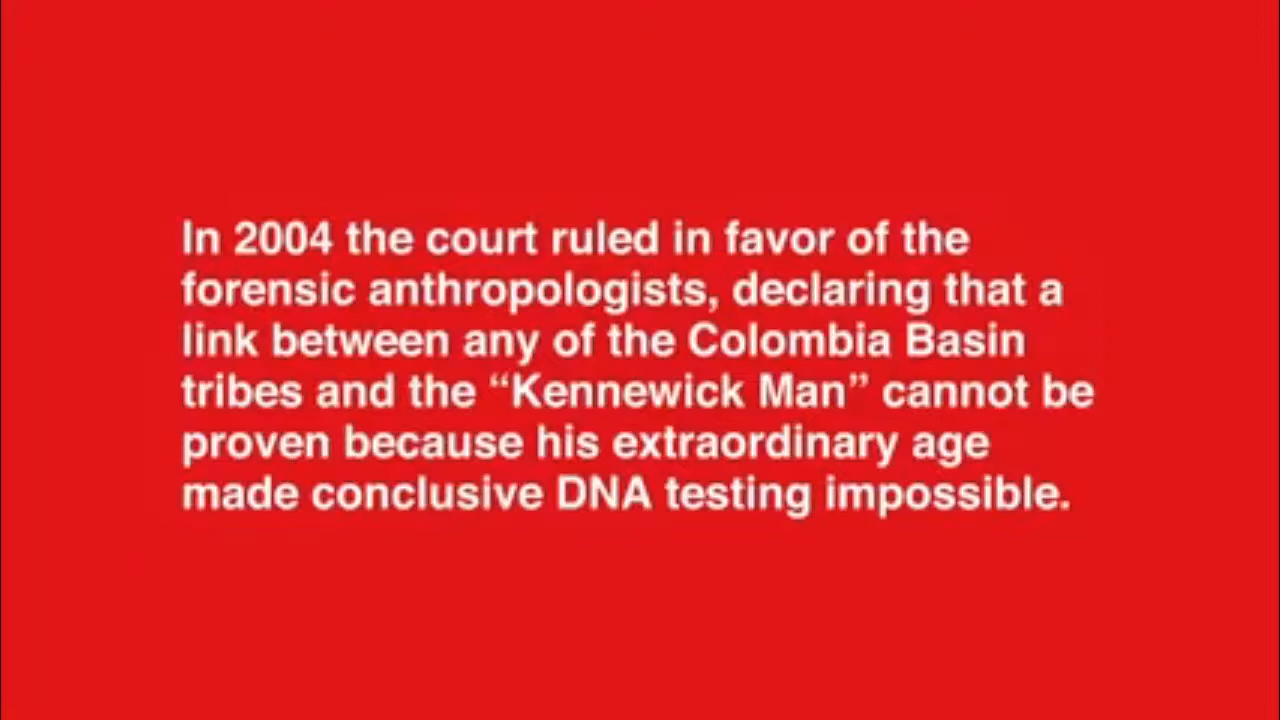 In 2004 the court ruled in favor of the
forensic anthropologists, declaring that a
link between any of the Colombia Basin
tribes and the “Kennewick Man” cannot be
proven because his extraordinary age
made conclusive DNA testing impossible.